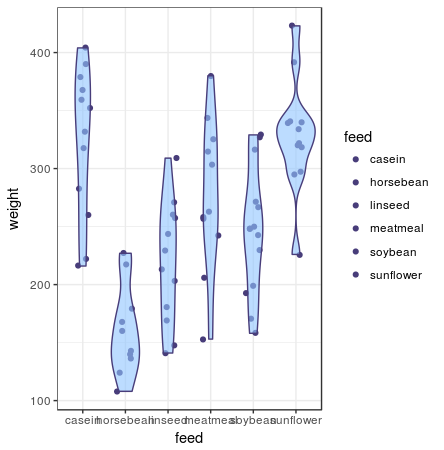 400
300
200
100
weight
casein horsebean linseed meatmeal soybean sunflower
feed
feed
casein
horsebean
linseed
meatmeal
soybean
sunflower